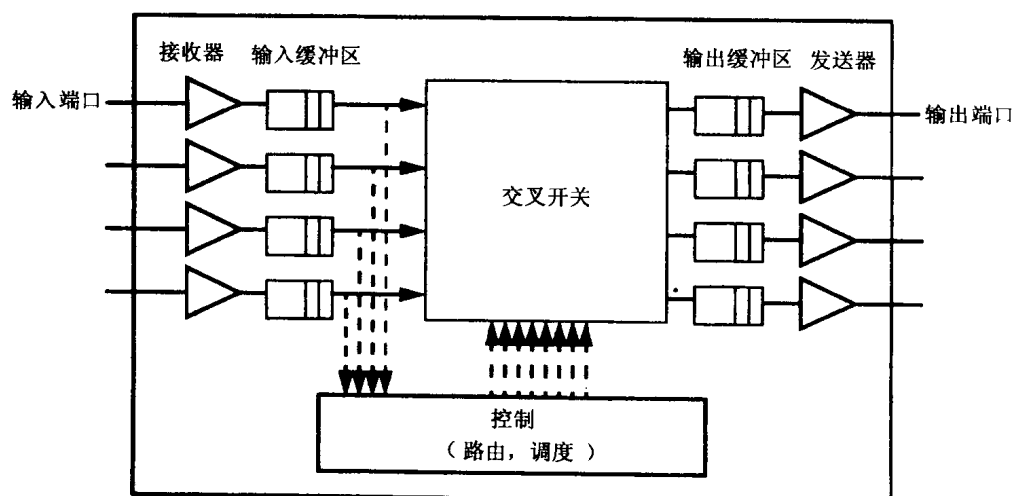 接收器
输入缓冲区
输出缓冲区
发送器
输入端口
输出端口
交叉开关
控制
（路由，调度）